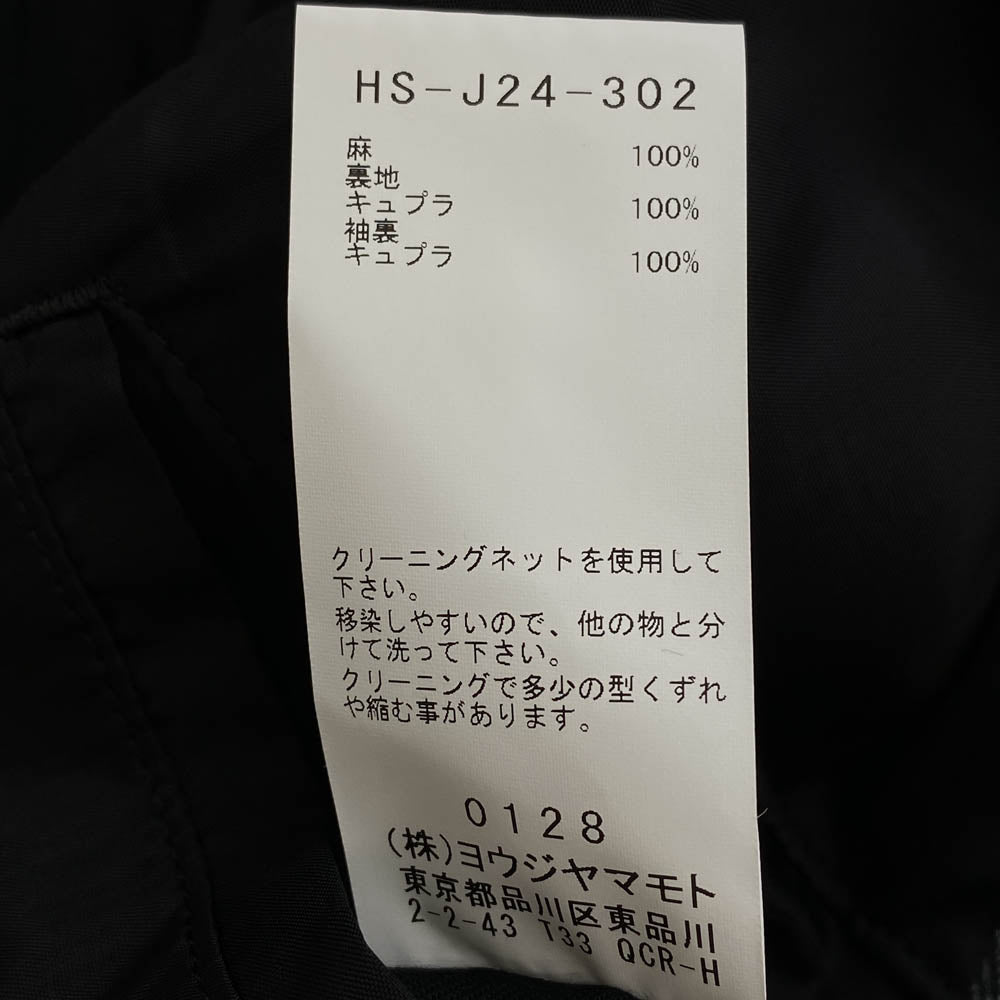 HS-J24-302
麻 100%
裏地
キュプラ 100%
袖裏
キュプラ 100%
クリーニングネットを使用して
下さい。
移染しやすいので、他の物と分
けて洗って下さい。
クリーニングで多少の型くずれ
や縮む事があります。
0128
(株)ヨウジヤマモト
東京都品川区東品川
2-2-43 T33 QCR-H